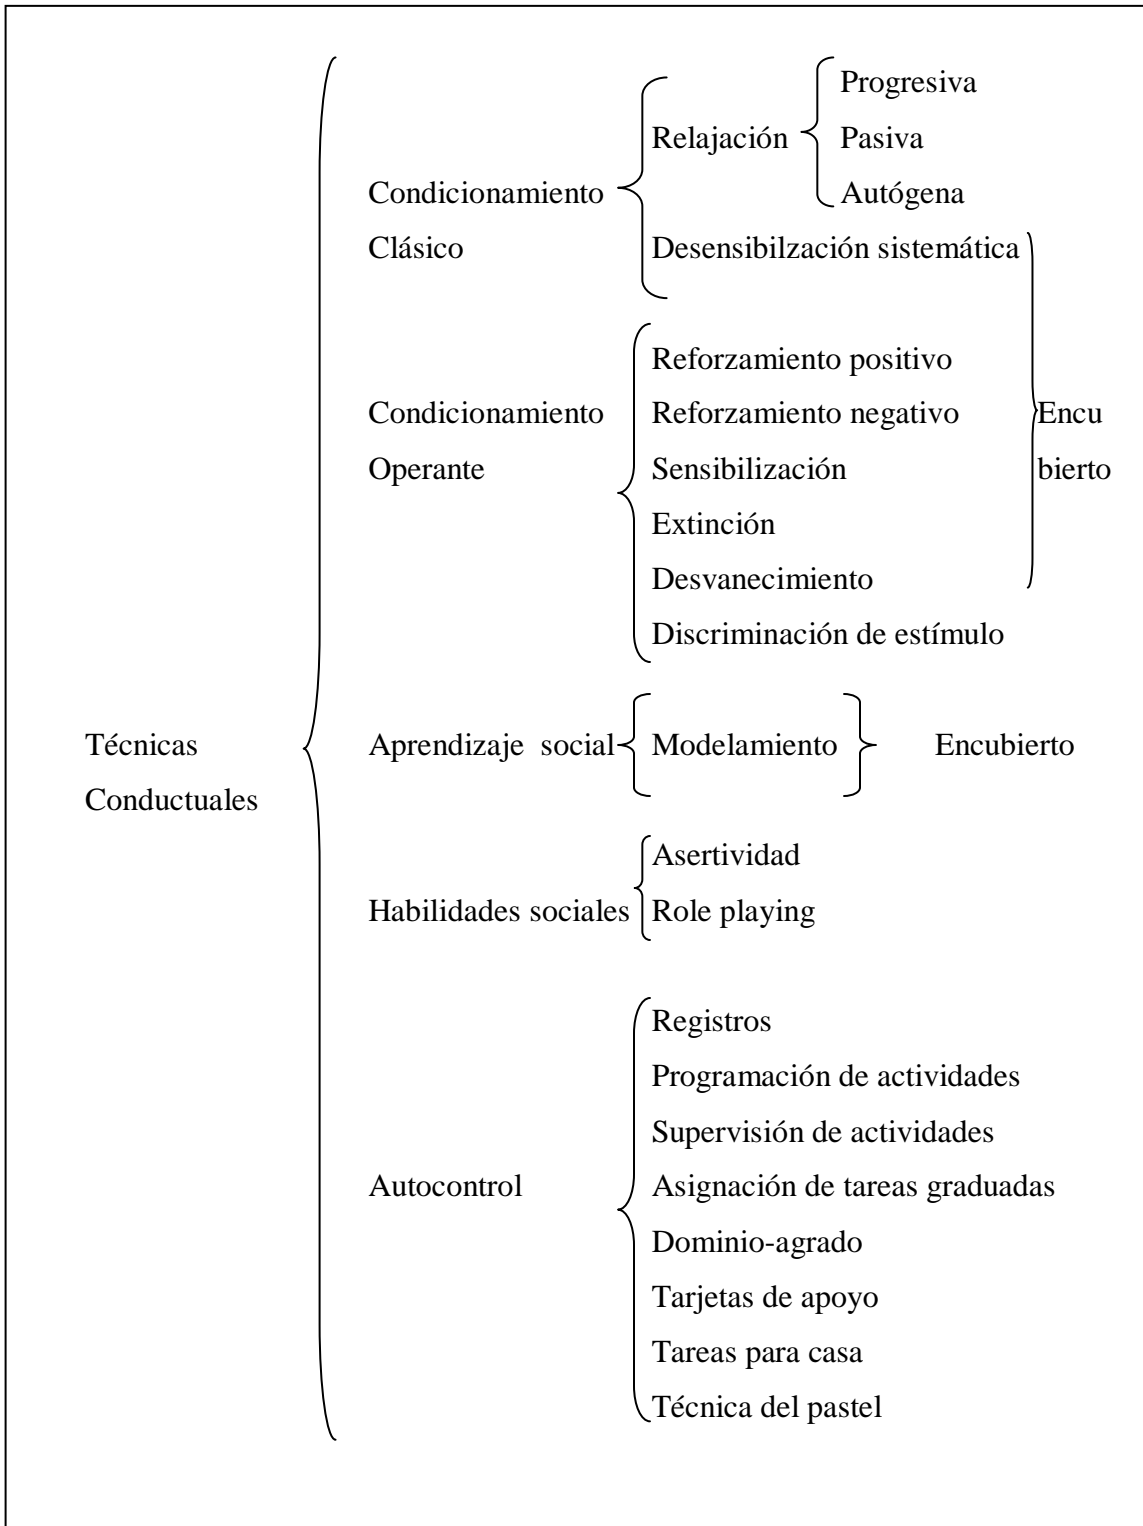 Progresiva
Relajación Pasiva
Condicionamiento Autógena
Clásico Desensibilzación sistemática
Reforzamiento positivo
Condicionamiento Reforzamiento negativo Encu
Operante Sensibilización bierto
Extinción
Desvanecimiento
Discriminación de estímulo
Técnicas Aprendizaje social Modelamiento Encubierto
Conductuales
Asertividad
Habilidades sociales Role playing
Registros
Programación de actividades
Supervisión de actividades
Autocontrol Asignación de tareas graduadas
Dominio-agrado
Tarjetas de apoyo
Tareas para casa
Técnica del pastel